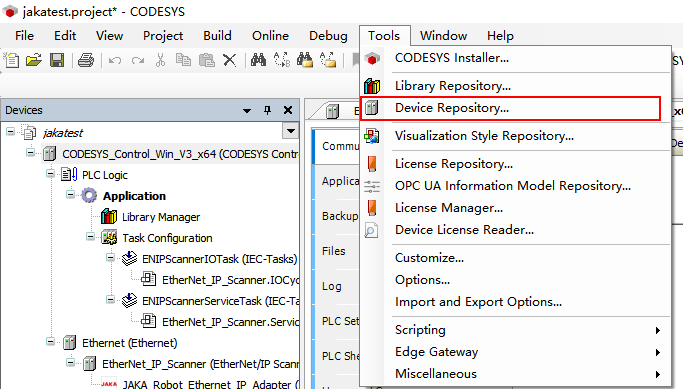 jakatest.project* - CODESYS
File Edit View Project Build Online Debug Tools Window Help
CODESYS Installer...
Library Repository...
Device Repository...
Visualization Style Repository...
License Repository...
OPC UA Information Model Repository...
License Manager...
Device License Reader...
Customize...
Options...
Import and Export Options...
Scripting
Edge Gateway
Miscellaneous
Devices
jakatest
CODESYS_Control_Win_V3_x64 (CODESYS Contr
PLC Logic
Application
Library Manager
Task Configuration
ENIPScannerIOTask (IEC-Tasks)
EtherNet_IP_Scanner.IOCyc
ENIPScannerServiceTask (IEC-Ta
EtherNet_IP_Scanner.Servic
Ethernet (Ethernet)
EtherNet_IP_Scanner (EtherNet/IP Scann
JAKA JAKA_Robot_Ethernet_IP_Adapter (JAK
Commu
Applica
Backup
Files
Log
PLC Set
PLC She